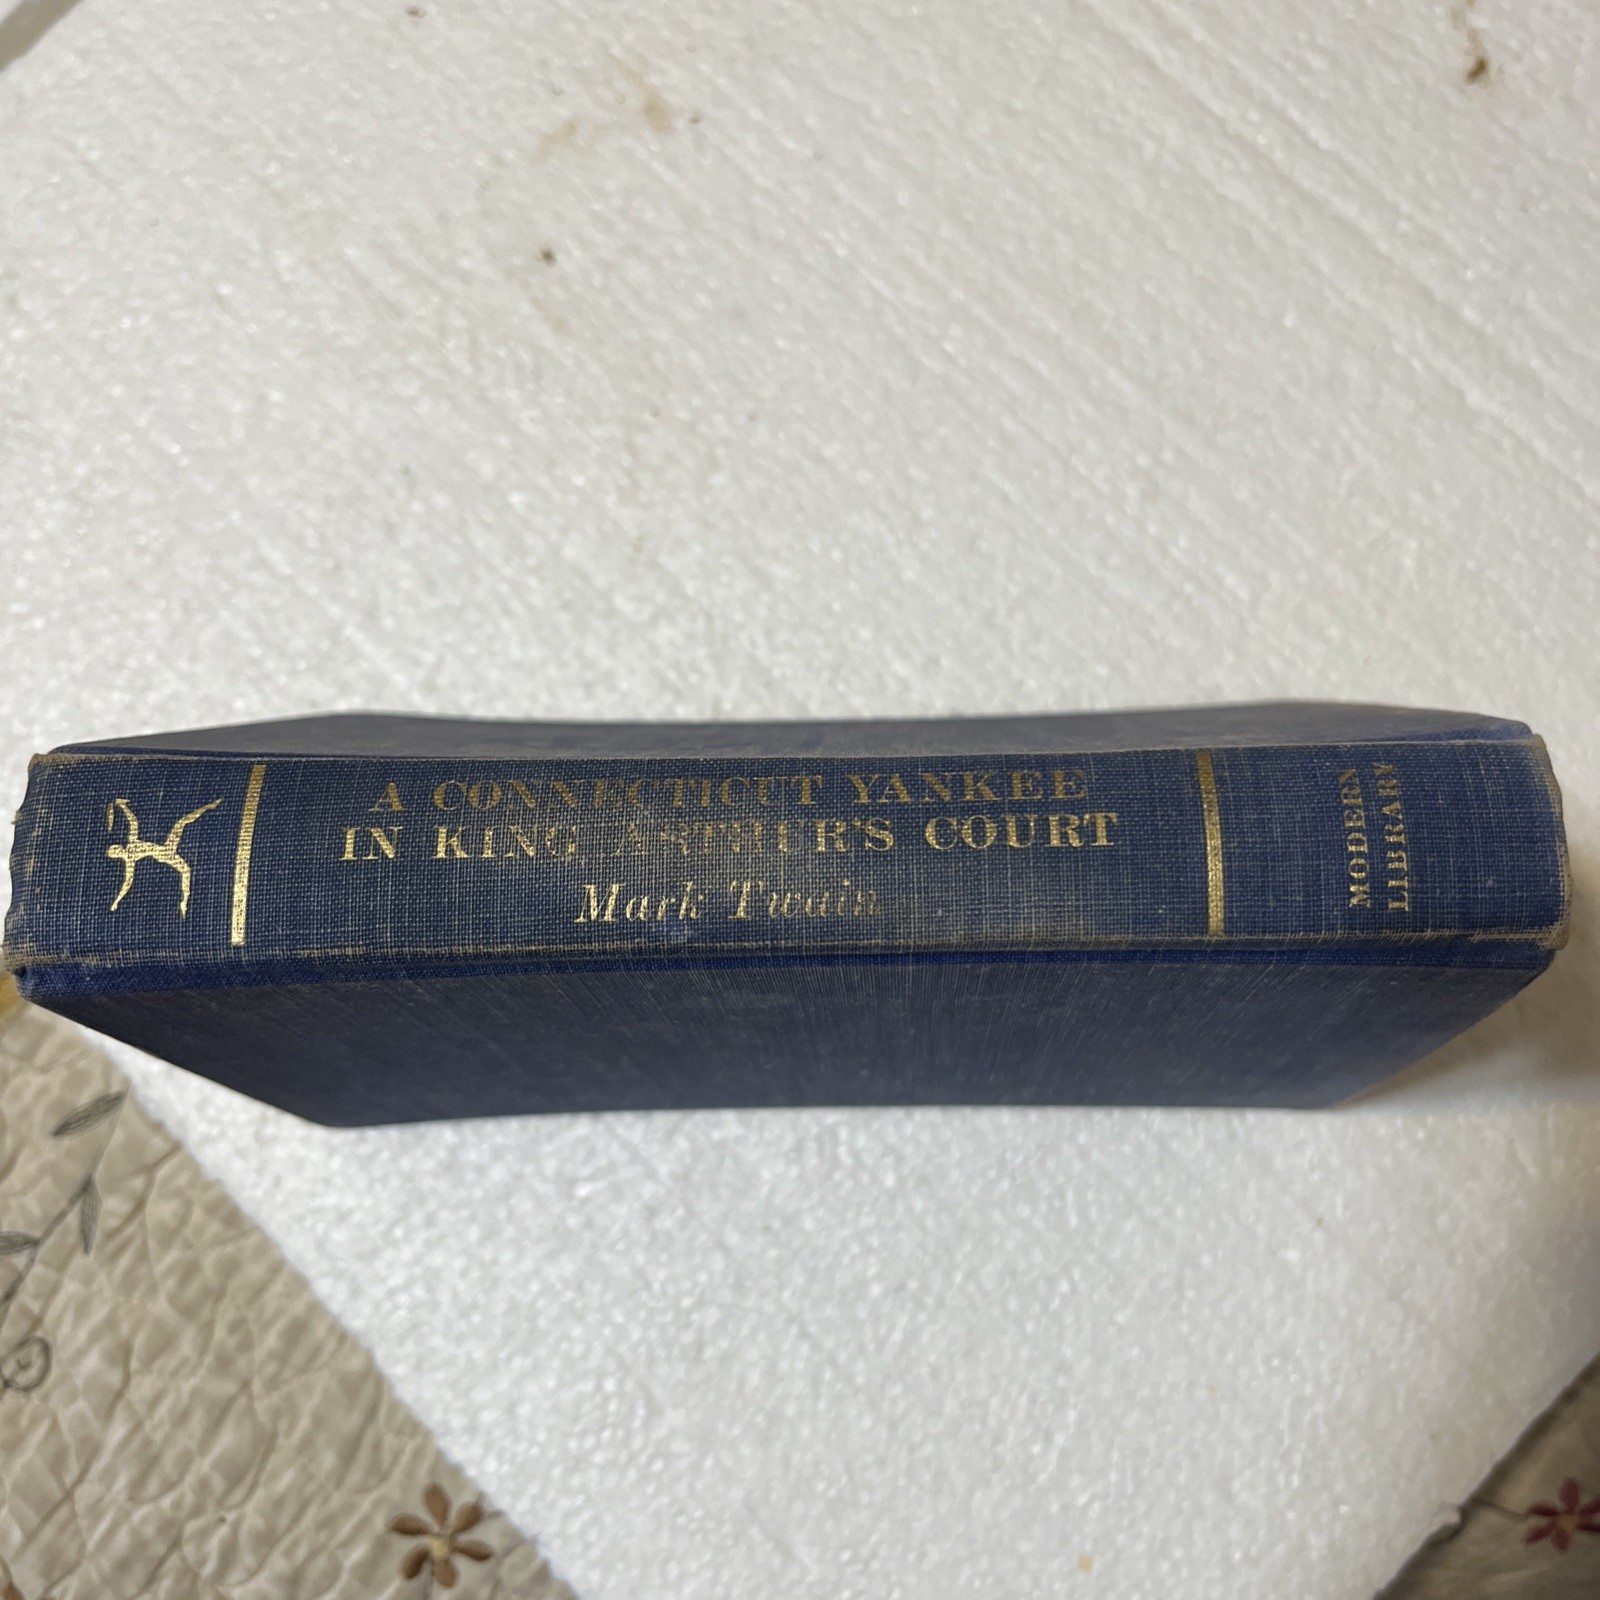 A CONNECTICUT YANKEE
IN KING ARTHUR'S COURT
Mark Twain
MODERN
LIBRARY